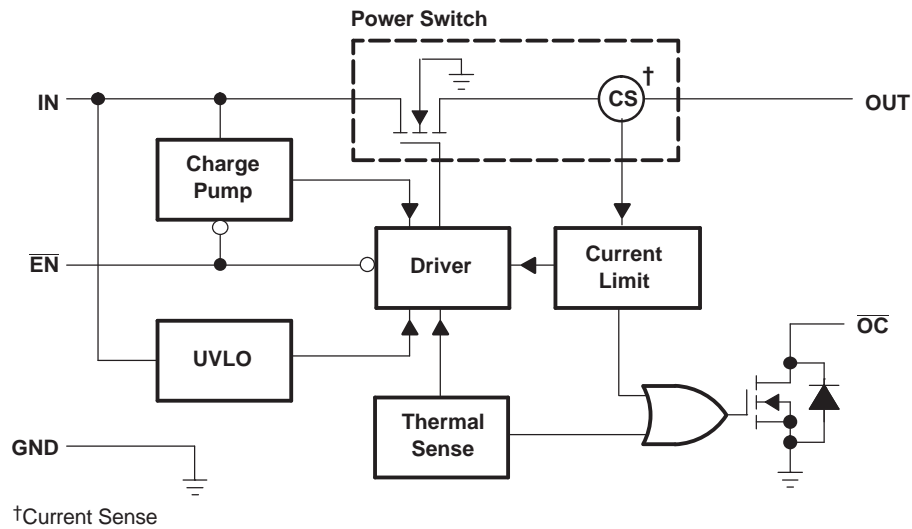 Power Switch
†
IN
CS
OUT
Charge
Pump
EN
Driver
Current
Limit
OC
UVLO
Thermal
Sense
GND
†Current Sense